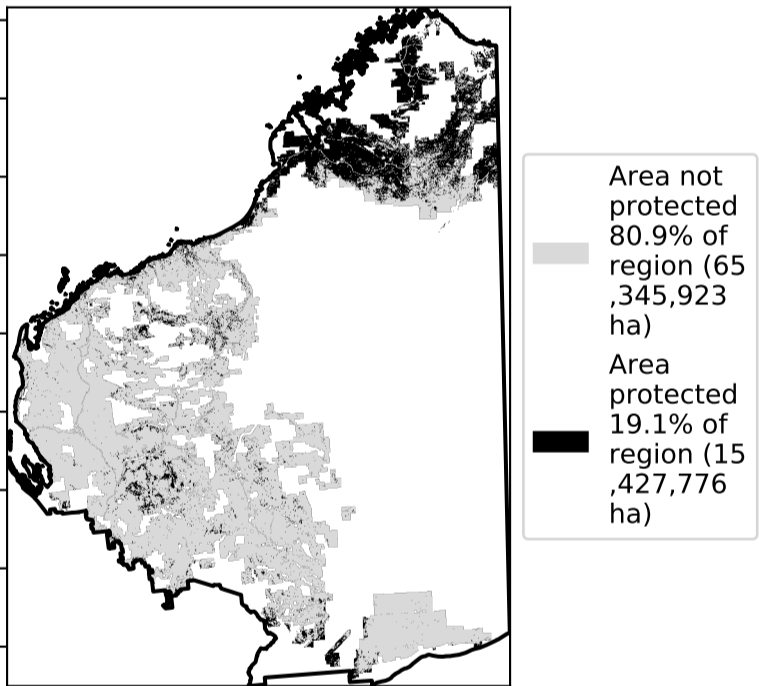 Area not
protected
80.9% of
region (65
,345,923
ha)
Area
protected
19.1% of
region (15
,427,776
ha)